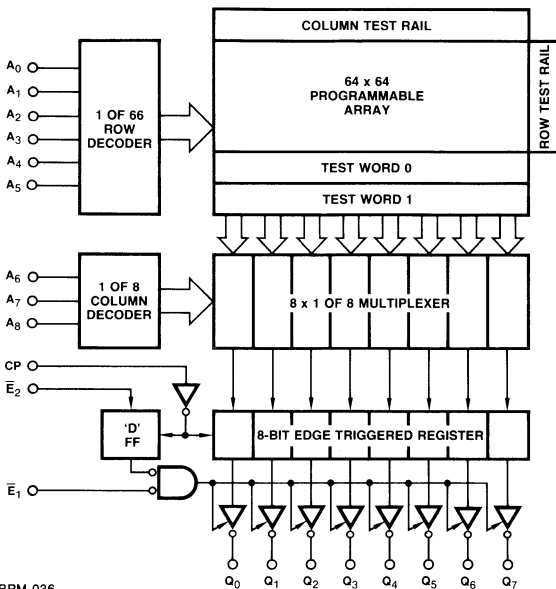 COLUMN TEST RAIL
ROW TEST RAIL
64 x 64
PROGRAMMABLE
ARRAY
A0
A1
A2
A3
A4
A5
1 OF 66
ROW
DECODER
TEST WORD 0
TEST WORD 1
A6
A7
A8
1 OF 8
COLUMN
DECODER
8 x 1 OF 8 MULTIPLEXER
CP
E̅2
'D'
FF
8-BIT EDGE TRIGGERED REGISTER
E̅1
Q0 Q1 Q2 Q3 Q4 Q5 Q6 Q7